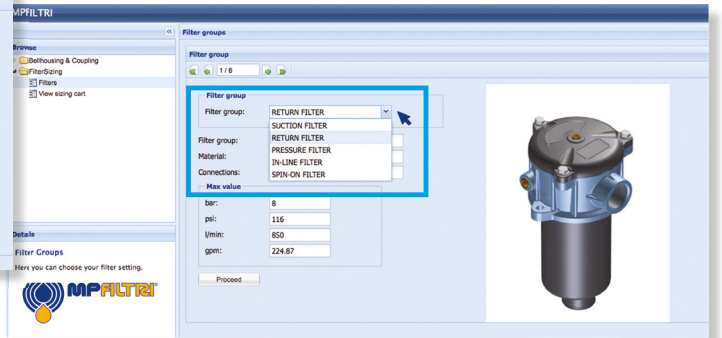 MPFILTRI
«
Browse
Bellhousing & Coupling
FilterSizing
Filters
View sizing cart
Details
Filter Groups
Here you can choose your filter setting.
MPFILTRI®
Filter groups
Filter group
1 / 6
Filter group
Filter group: RETURN FILTER
SUCTION FILTER
RETURN FILTER
PRESSURE FILTER
IN-LINE FILTER
SPIN-ON FILTER
Filter group:
Material:
Connections:
Max value
bar: 8
psi: 116
l/min: 850
gpm: 224.87
Proceed